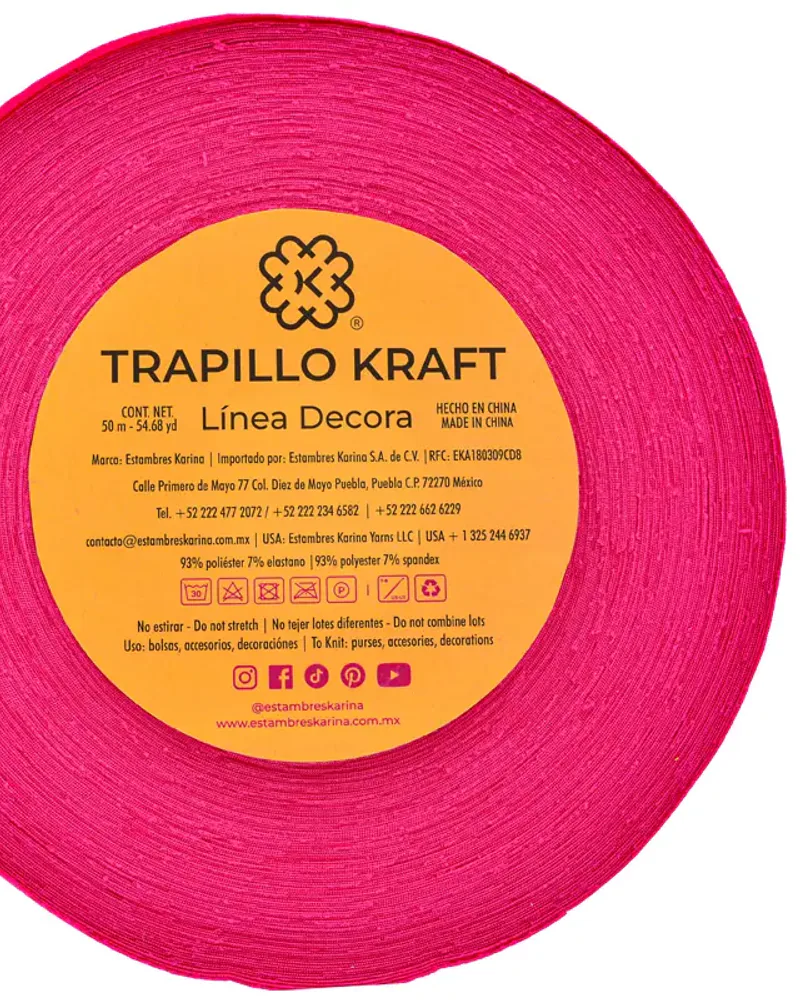 K
®
TRAPILLO KRAFT
CONT. NET.
50 m - 54.68 yd
Línea Decora
HECHO EN CHINA
MADE IN CHINA
Marca: Estambres Karina | Importado por: Estambres Karina S.A. de C.V. | RFC: EKA180309CD8
Calle Primero de Mayo 77 Col. Diez de Mayo Puebla, Puebla C.P. 72270 México
Tel. +52 222 477 2072 / +52 222 234 6582 | +52 222 662 6229
contacto@estambreskarina.com.mx | USA: Estambres Karina Yarns LLC | USA + 1 325 244 6937
93% poliéster 7% elastano | 93% polyester 7% spandex
30 P
No estirar - Do not stretch | No tejer lotes diferentes - Do not combine lots
Uso: bolsas, accesorios, decoraciónes | To Knit: purses, accesories, decorations
@estambreskarina
www.estambreskarina.com.mx